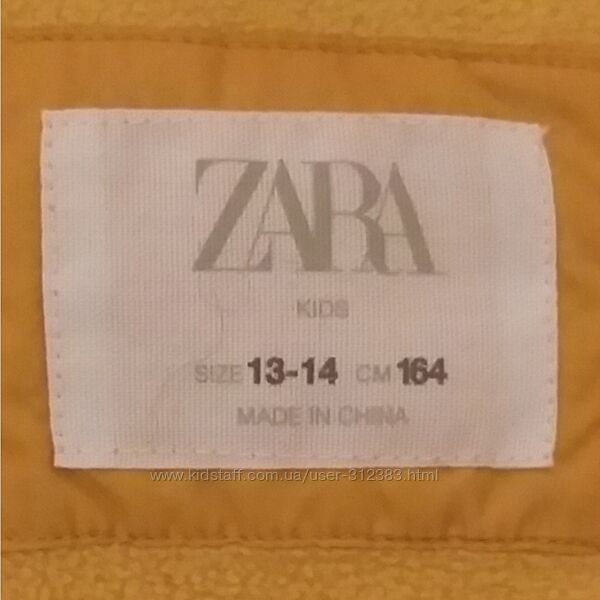 ZARA
KIDS
SIZE 13-14 CM 164
MADE IN CHINA
www.kidstaff.com.ua/user-312383.html